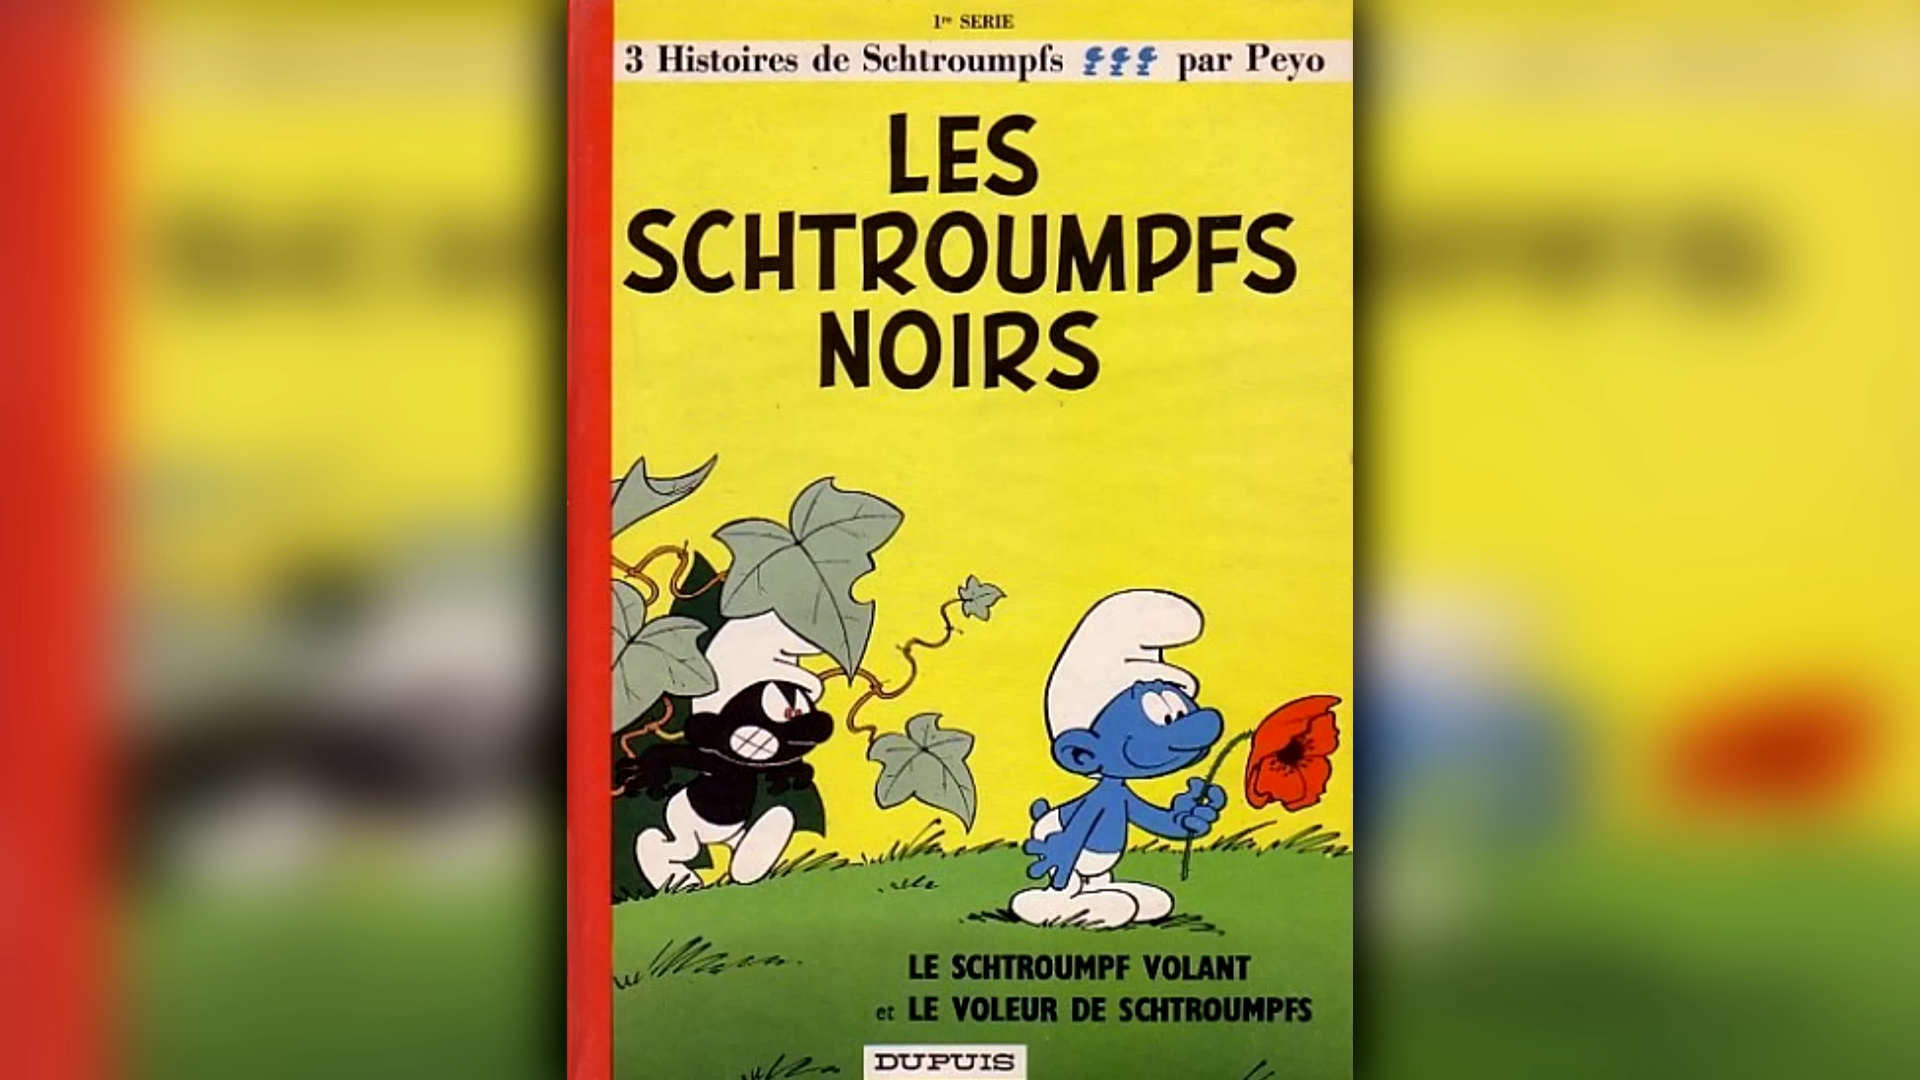 1re SERIE
3 Histoires de Schtroumpfs par Peyo
LES
SCHTROUMPFS
NOIRS
LE SCHTROUMPF VOLANT
et LE VOLEUR DE SCHTROUMPFS
DUPUIS